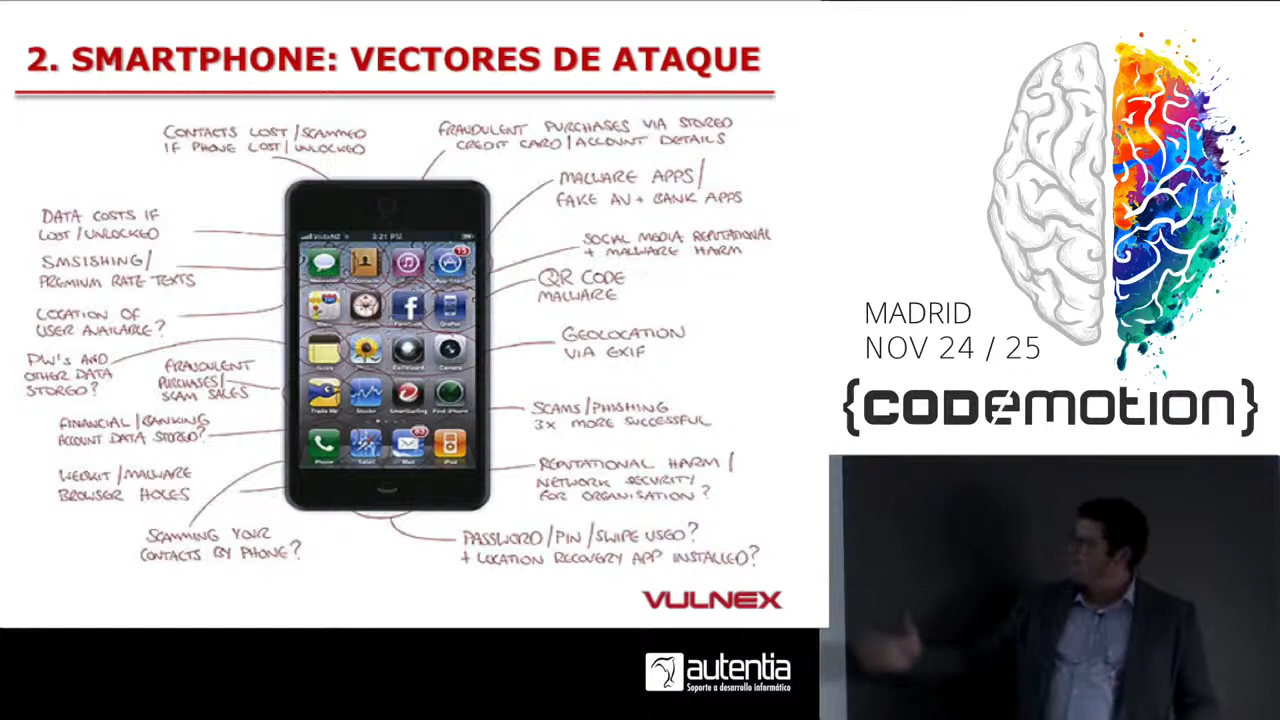 2. SMARTPHONE: VECTORES DE ATAQUE
CONTACTS LOST/SCAMMED
IF PHONE LOST/UNLOCKED
FRAUDULENT PURCHASES VIA STORED
CREDIT CARD/ACCOUNT DETAILS
MALWARE APPS/
FAKE AV + BANK APPS
DATA COSTS IF
LOST/UNLOCKED
SOCIAL MEDIA REPUTATIONAL
+ MALWARE HARM
SMSISHING/
PREMIUM RATE TEXTS
QR CODE
MALWARE
LOCATION OF
USER AVAILABLE?
GEOLOCATION
VIA EXIF
PW'S AND
OTHER DATA
STORED?
FRAUDULENT
PURCHASES/
SCAM SALES
SCAMS/PHISHING
3X MORE SUCCESSFUL
FINANCIAL/BANKING
ACCOUNT DATA STORED?
WEBKIT/MALWARE
BROWSER HOLES
REPUTATIONAL HARM/
NETWORK SECURITY
FOR ORGANISATION?
SCAMMING YOUR
CONTACTS BY PHONE?
PASSWORD/PIN/SWIPE USED?
+ LOCATION RECOVERY APP INSTALLED?
3:21 PM
Phone
VULNEX
MADRID
NOV 24 / 25
{CODEMOTION}
autentia
Soporte a desarrollo informático